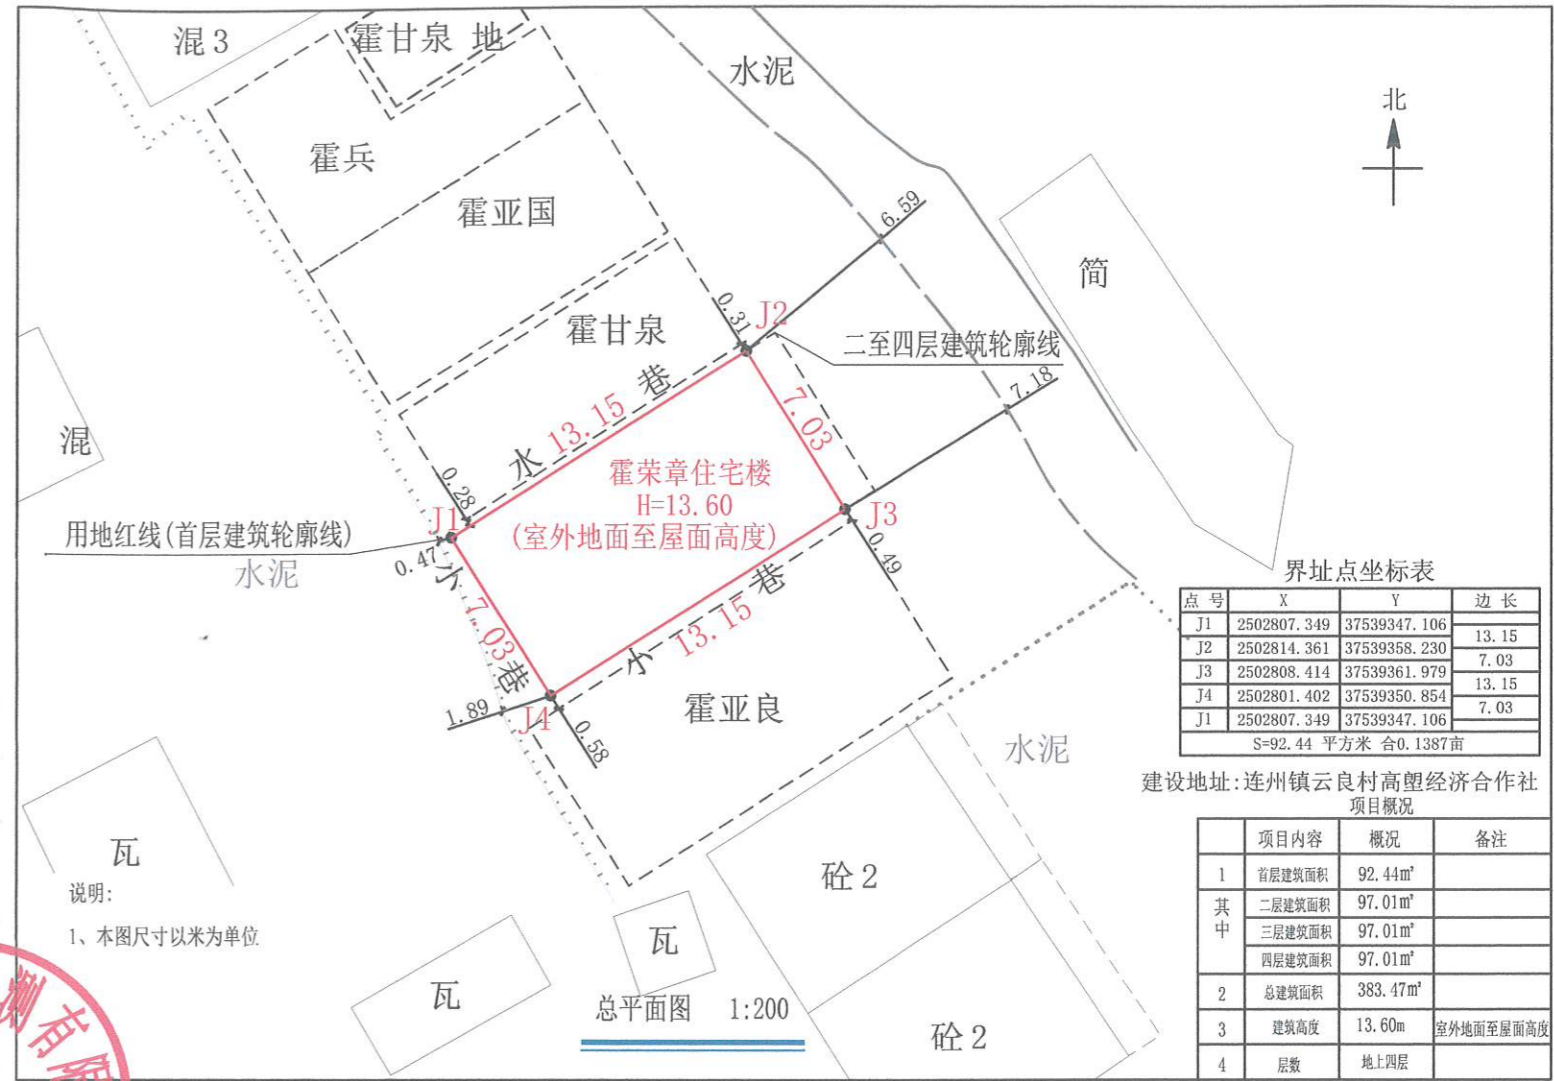 混3
霍甘泉 地
水泥
北
霍兵
霍亚国
6.59
简
霍甘泉
0.31
J2
二至四层建筑轮廓线
7.18
混
水 13.15 巷
7.03
0.28
霍荣章住宅楼
H=13.60
(室外地面至屋面高度)
J1
J3
用地红线(首层建筑轮廓线)
0.47
水泥
0.49
小 7.03 巷
小 13.15 巷
1.89
J4
0.58
霍亚良
水泥
界址点坐标表
点 号 X Y 边 长
J1 2502807.349 37539347.106
13.15
J2 2502814.361 37539358.230
7.03
J3 2502808.414 37539361.979
13.15
J4 2502801.402 37539350.854
7.03
J1 2502807.349 37539347.106
S=92.44 平方米 合0.1387亩
建设地址:连州镇云良村高塱经济合作社
项目概况
项目内容 概况 备注
1 首层建筑面积 92.44㎡
其中
二层建筑面积 97.01㎡
三层建筑面积 97.01㎡
四层建筑面积 97.01㎡
2 总建筑面积 383.47㎡
3 建筑高度 13.60m 室外地面至屋面高度
4 层数 地上四层
瓦
说明:
1、本图尺寸以米为单位
砼2
瓦
瓦
砼2
总平面图 1:200
测有限